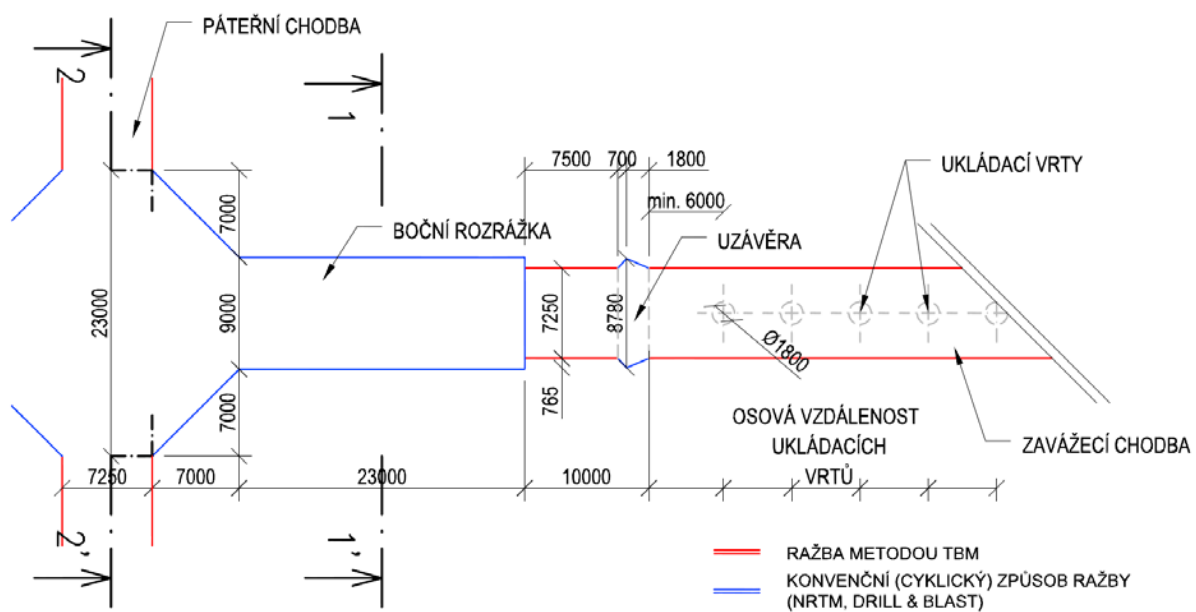 PÁTEŘNÍ CHODBA
2
1
7500
700
1800
min. 6000
UKLÁDACÍ VRTY
BOČNÍ ROZRÁŽKA
UZÁVĚRA
7000
23000
9000
7250
8780
Ø1800
7000
765
OSOVÁ VZDÁLENOST
UKLÁDACÍCH
VRTŮ
ZAVÁŽECÍ CHODBA
7250
7000
23000
10000
2'
1'
RAŽBA METODOU TBM
KONVENČNÍ (CYKLICKÝ) ZPŮSOB RAŽBY
(NRTM, DRILL & BLAST)